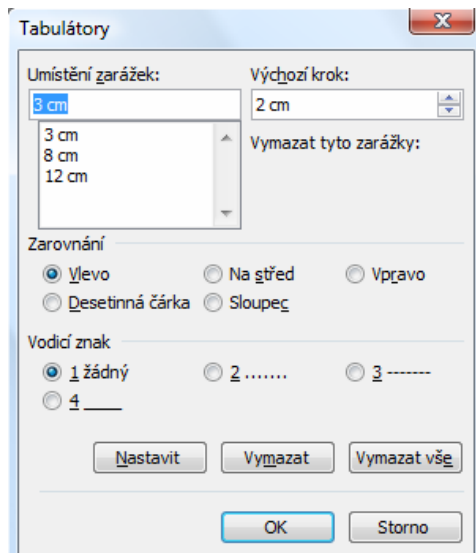 Tabulátory
Umístění zarážek:
Výchozí krok:
3 cm
2 cm
3 cm
8 cm
12 cm
Vymazat tyto zarážky:
Zarovnání
Vlevo
Na střed
Vpravo
Desetinná čárka
Sloupec
Vodicí znak
1 žádný
2 .......
3 -------
4 ____
Nastavit
Vymazat
Vymazat vše
OK
Storno